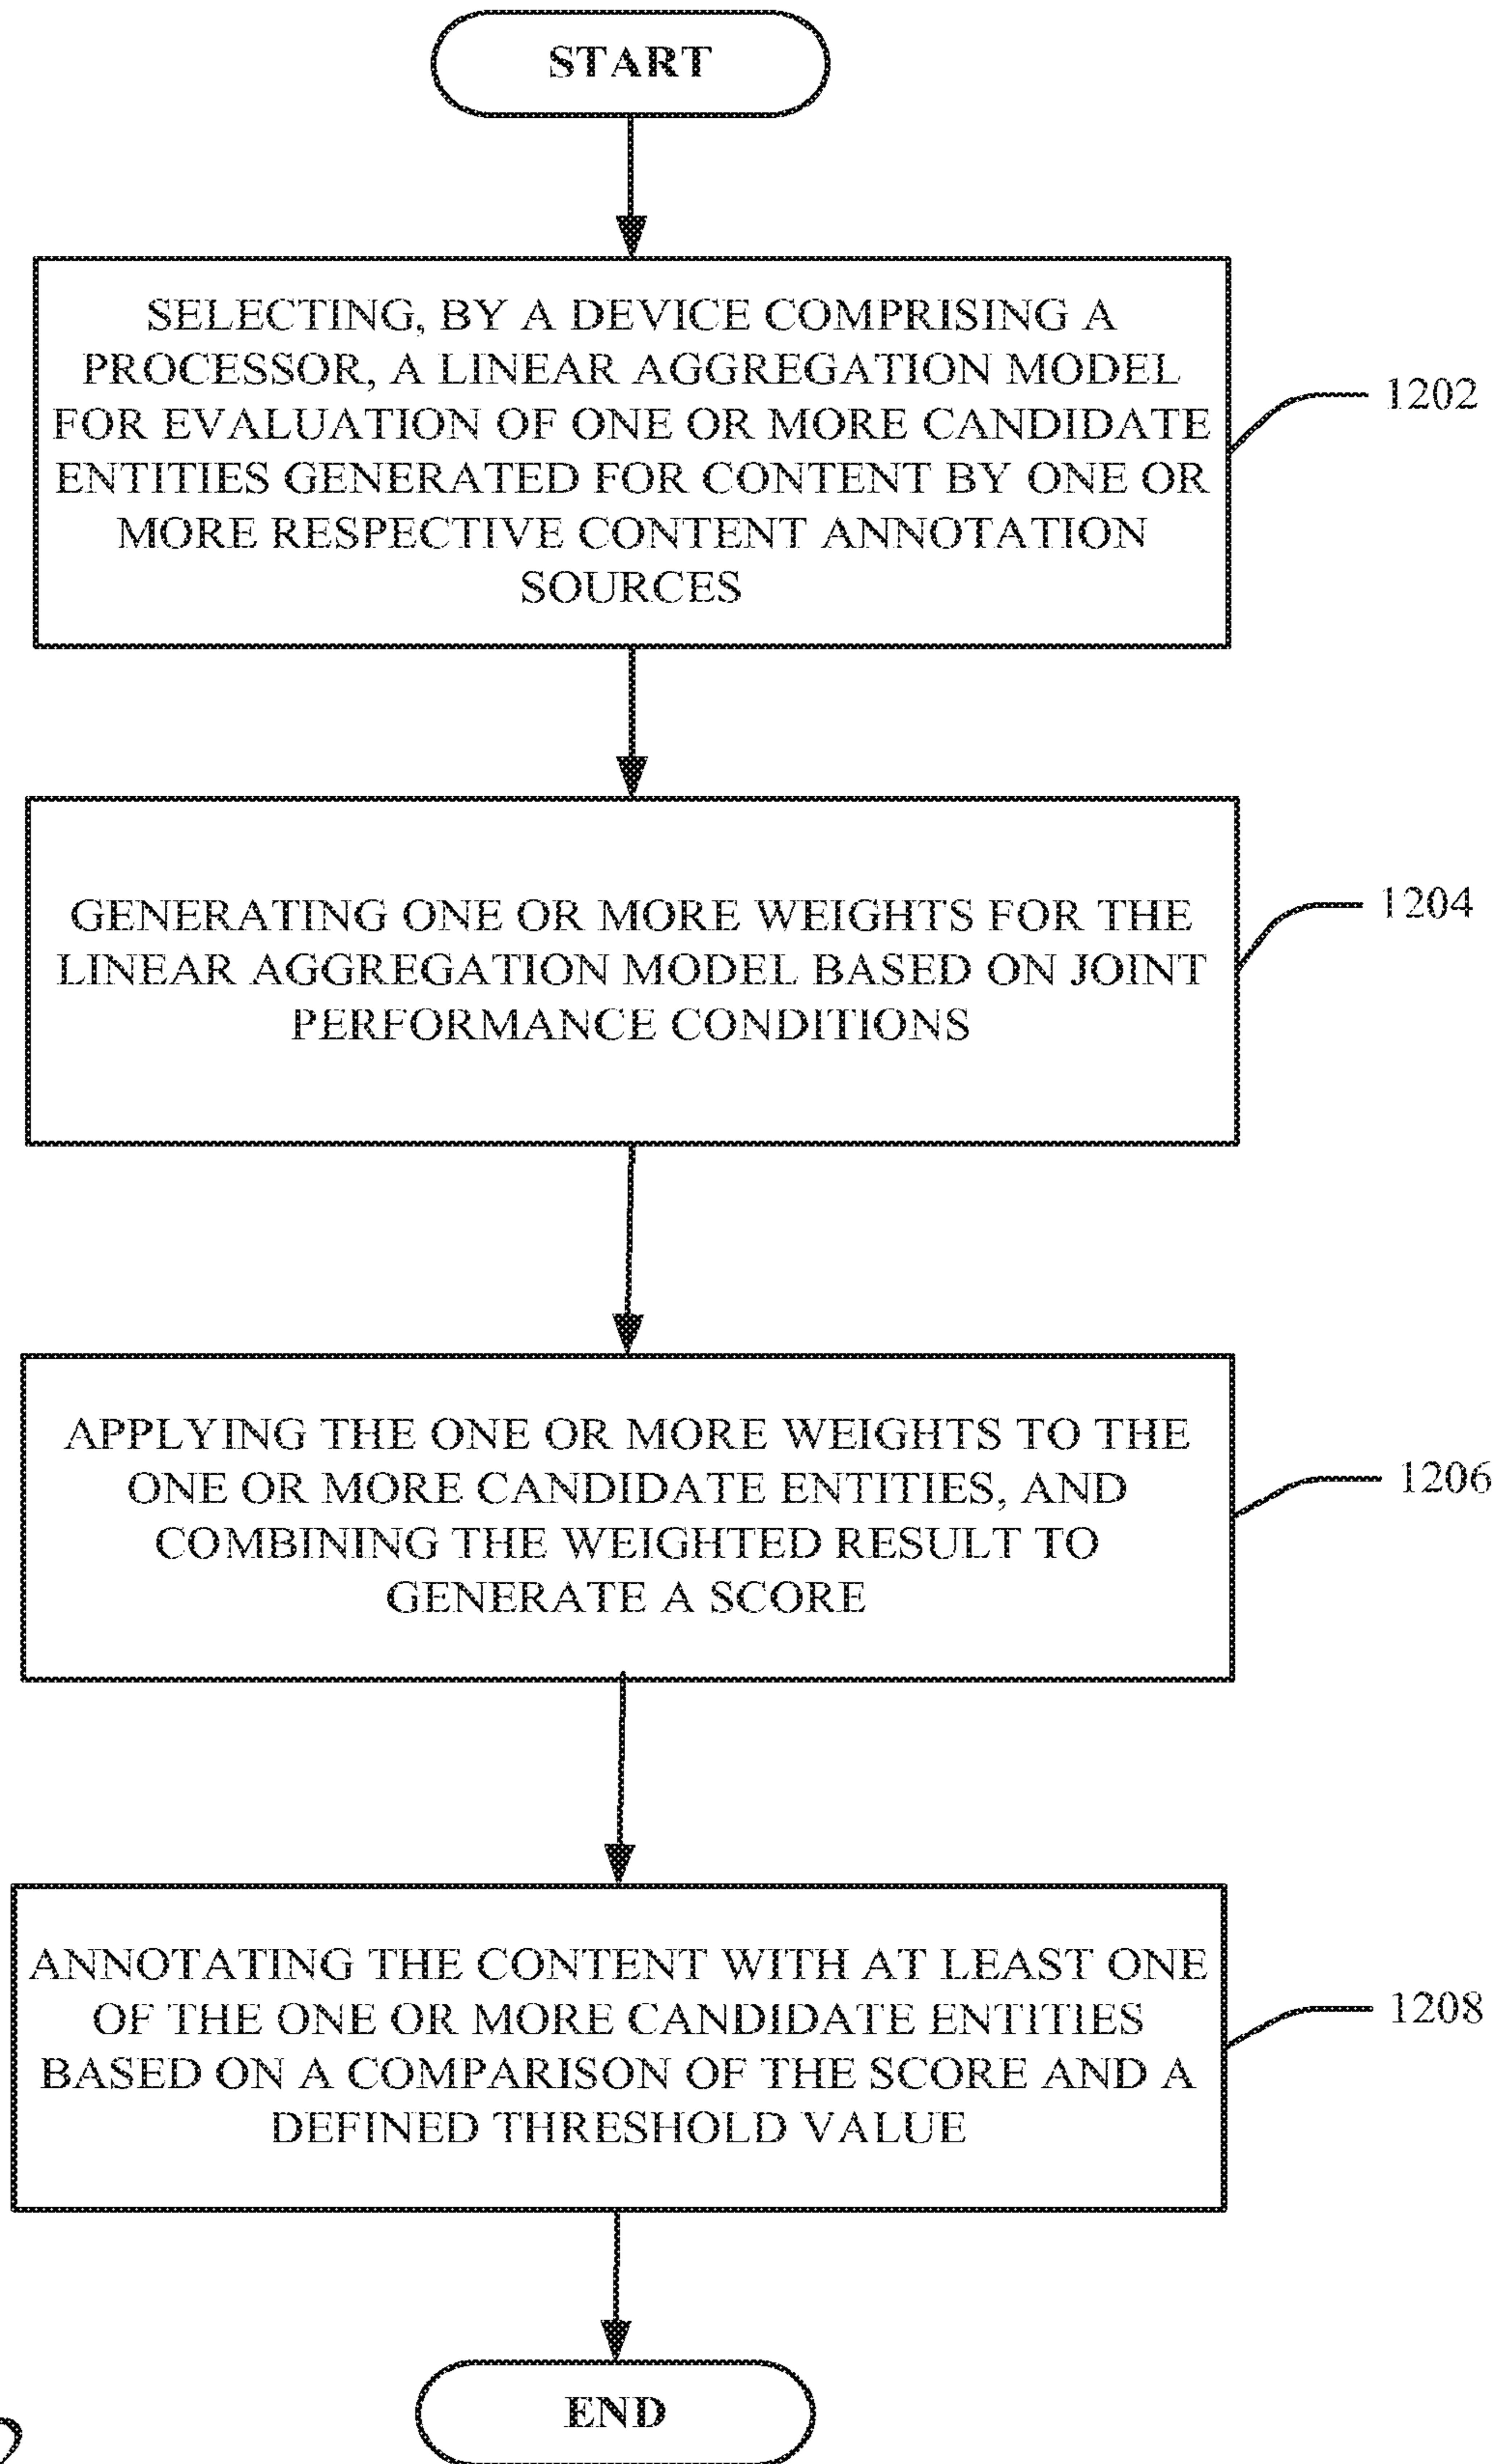 START
SELECTING, BY A DEVICE COMPRISING A
PROCESSOR, A LINEAR AGGREGATION MODEL
FOR EVALUATION OF ONE OR MORE CANDIDATE
ENTITIES GENERATED FOR CONTENT BY ONE OR
MORE RESPECTIVE CONTENT ANNOTATION
SOURCES
1202
GENERATING ONE OR MORE WEIGHTS FOR THE
LINEAR AGGREGATION MODEL BASED ON JOINT
PERFORMANCE CONDITIONS
1204
APPLYING THE ONE OR MORE WEIGHTS TO THE
ONE OR MORE CANDIDATE ENTITIES, AND
COMBINING THE WEIGHTED RESULT TO
GENERATE A SCORE
1206
ANNOTATING THE CONTENT WITH AT LEAST ONE
OF THE ONE OR MORE CANDIDATE ENTITIES
BASED ON A COMPARISON OF THE SCORE AND A
DEFINED THRESHOLD VALUE
1208
END